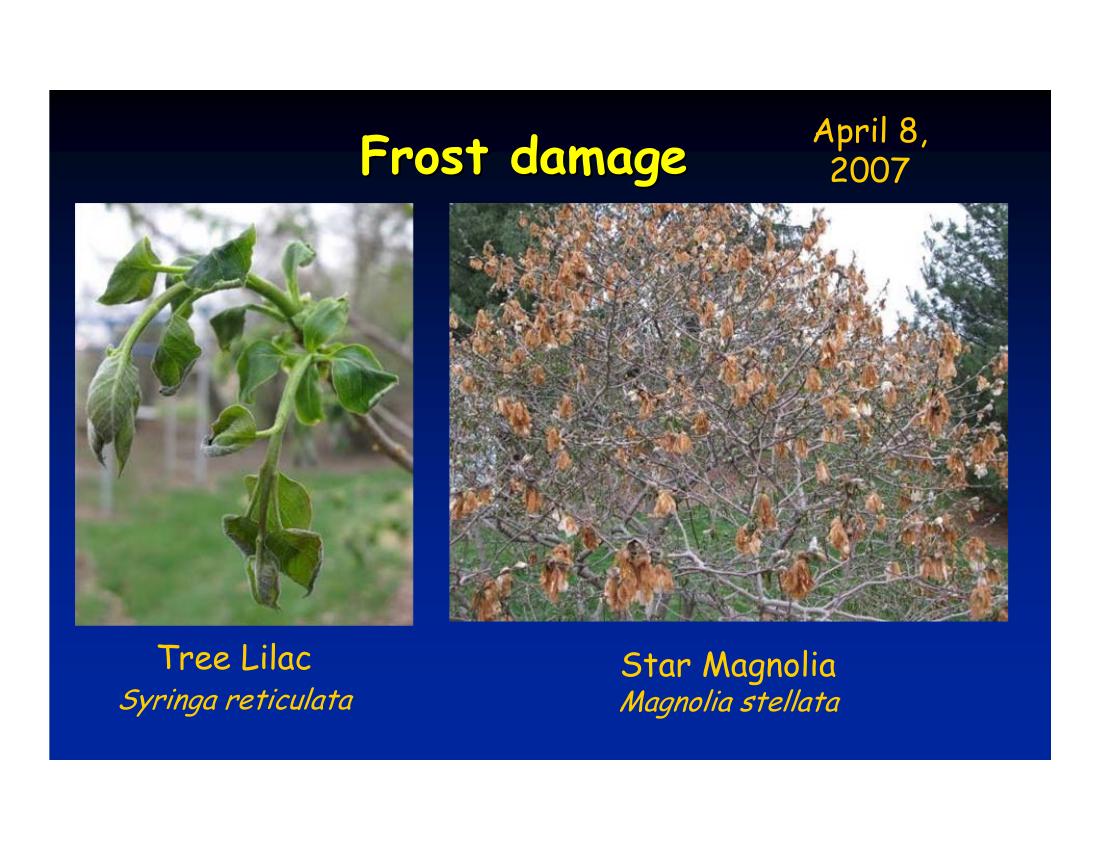 Frost damage
April 8,
2007
Tree Lilac
Syringa reticulata
Star Magnolia
Magnolia stellata